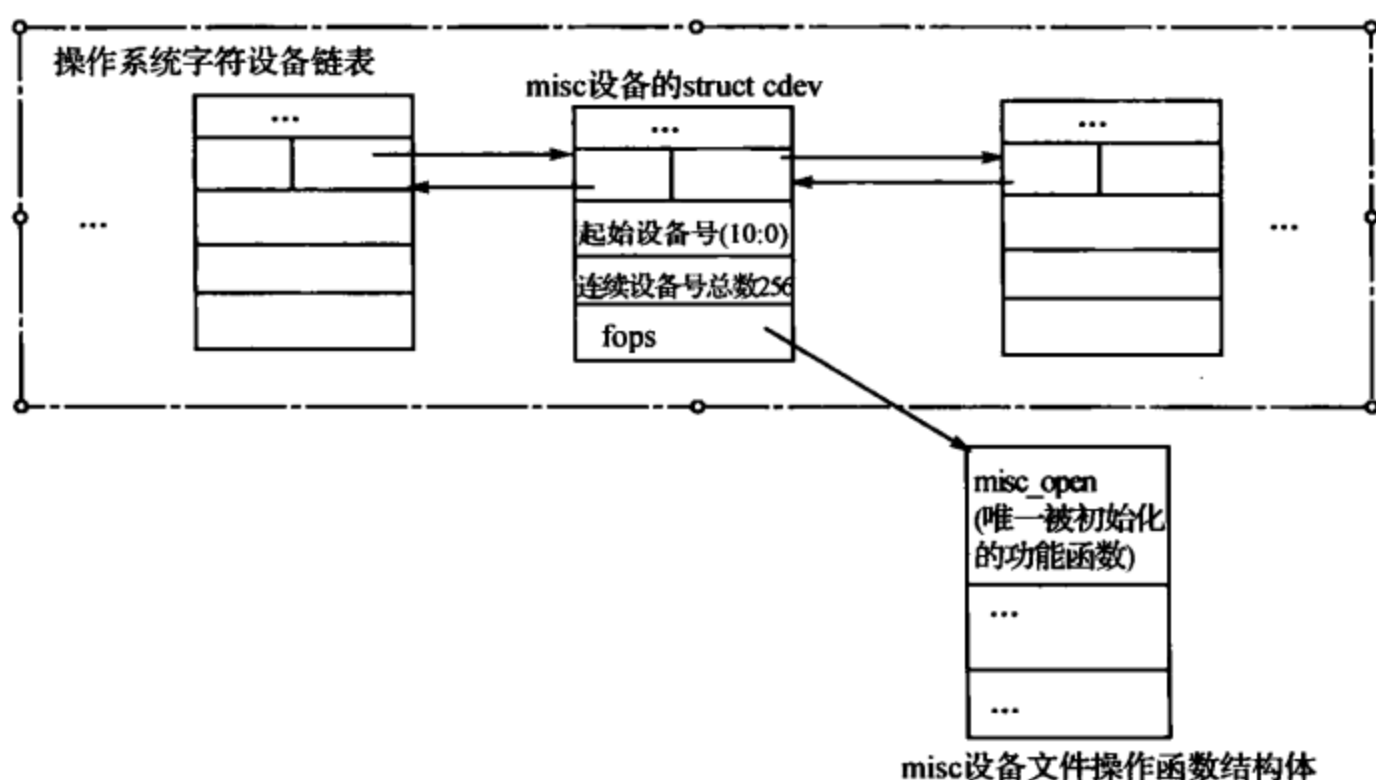 操作系统字符设备链表
misc设备的struct cdev
...
...
...
起始设备号(10:0)
...
...
连续设备号总数256
fops
misc_open
(唯一被初始化
的功能函数)
...
...
misc设备文件操作函数结构体